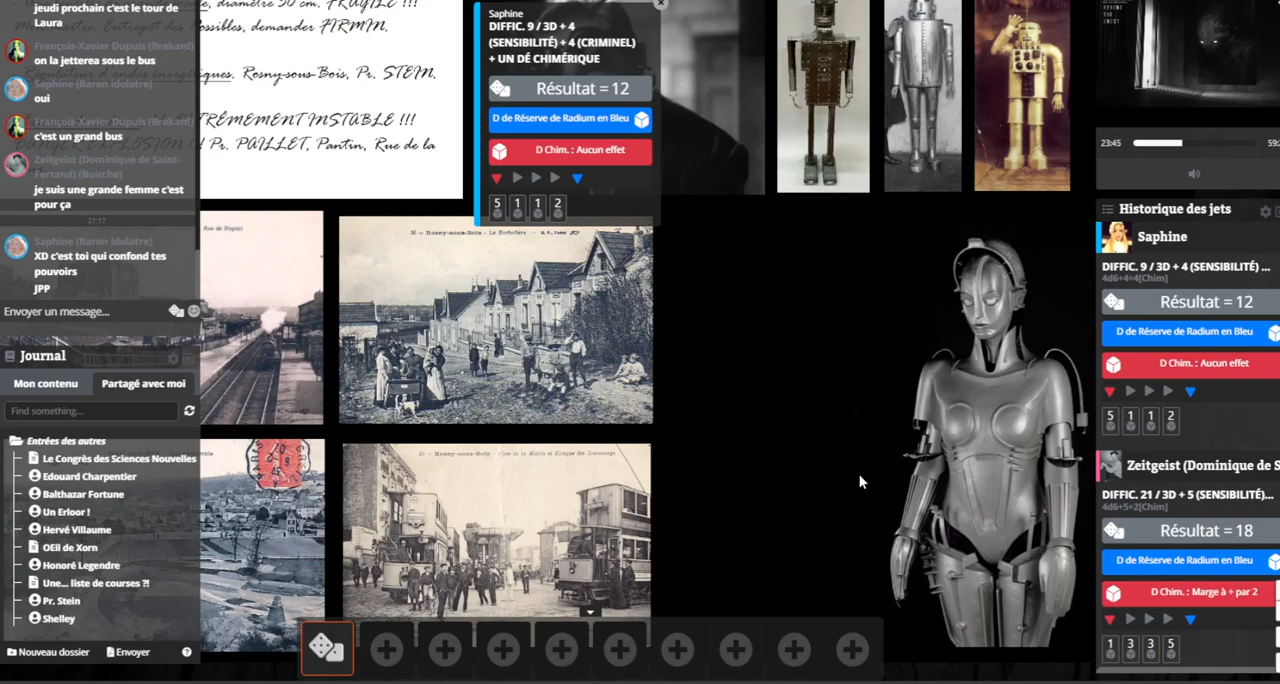 jeudi prochain c'est le tour de
Laura
François-Xavier Dupuis (Brakard)
on la jetterea sous le bus
Saphine (Baron idolatre)
oui
François-Xavier Dupuis (Brakard)
c'est un grand bus
Zeitgeist (Dominique de Saint-
Ferrand) (Buirche)
je suis une grande femme c'est
pour ça
21:17
Saphine (Baron idolatre)
XD c'est toi qui confond tes
pouvoirs
JPP
Envoyer un message...
Journal
Mon contenu
Partagé avec moi
Find something...
Entrées des autres
Le Congrès des Sciences Nouvelles
Edouard Charpentier
Balthazar Fortune
Un Erloor !
Hervé Villaume
OEil de Xorn
Honoré Legendre
Une... liste de courses ?!
Pr. Stein
Shelley
Nouveau dossier
Envoyer
?
diamètre 50 cm. FRAGILE !!!
Entrepôt des Possibles, demander FIRMIN.
Régulateur d'ondes énergétiques. Rosny-sous-Bois, Pr. STEIN.
EXTRÊMEMENT INSTABLE !!!
DANGER EXPLOSION !!! Pr. PAILLET, Pantin, Rue de la
Saphine
DIFFIC. 9 / 3D + 4
(SENSIBILITÉ) + 4 (CRIMINEL)
+ UN DÉ CHIMÉRIQUE
Résultat = 12
D de Réserve de Radium en Bleu
D Chim. : Aucun effet
5 1 1 2
Rue de Nogent
Rosny-sous-Bois - La Borbollière
Rosny-sous-Bois - Place de la Mairie et Kiosque des Tramways
23:45
59:
Historique des jets
Saphine
DIFFIC. 9 / 3D + 4 (SENSIBILITÉ) ...
4d6+4+4[Chim]
Résultat = 12
D de Réserve de Radium en Bleu
D Chim. : Aucun effet
5 1 1 2
Zeitgeist (Dominique de S
DIFFIC. 21 / 3D + 5 (SENSIBILITÉ)...
4d6+5+2[Chim]
Résultat = 18
D de Réserve de Radium en Bleu
D Chim. : Marge à + par 2
1 3 3 5